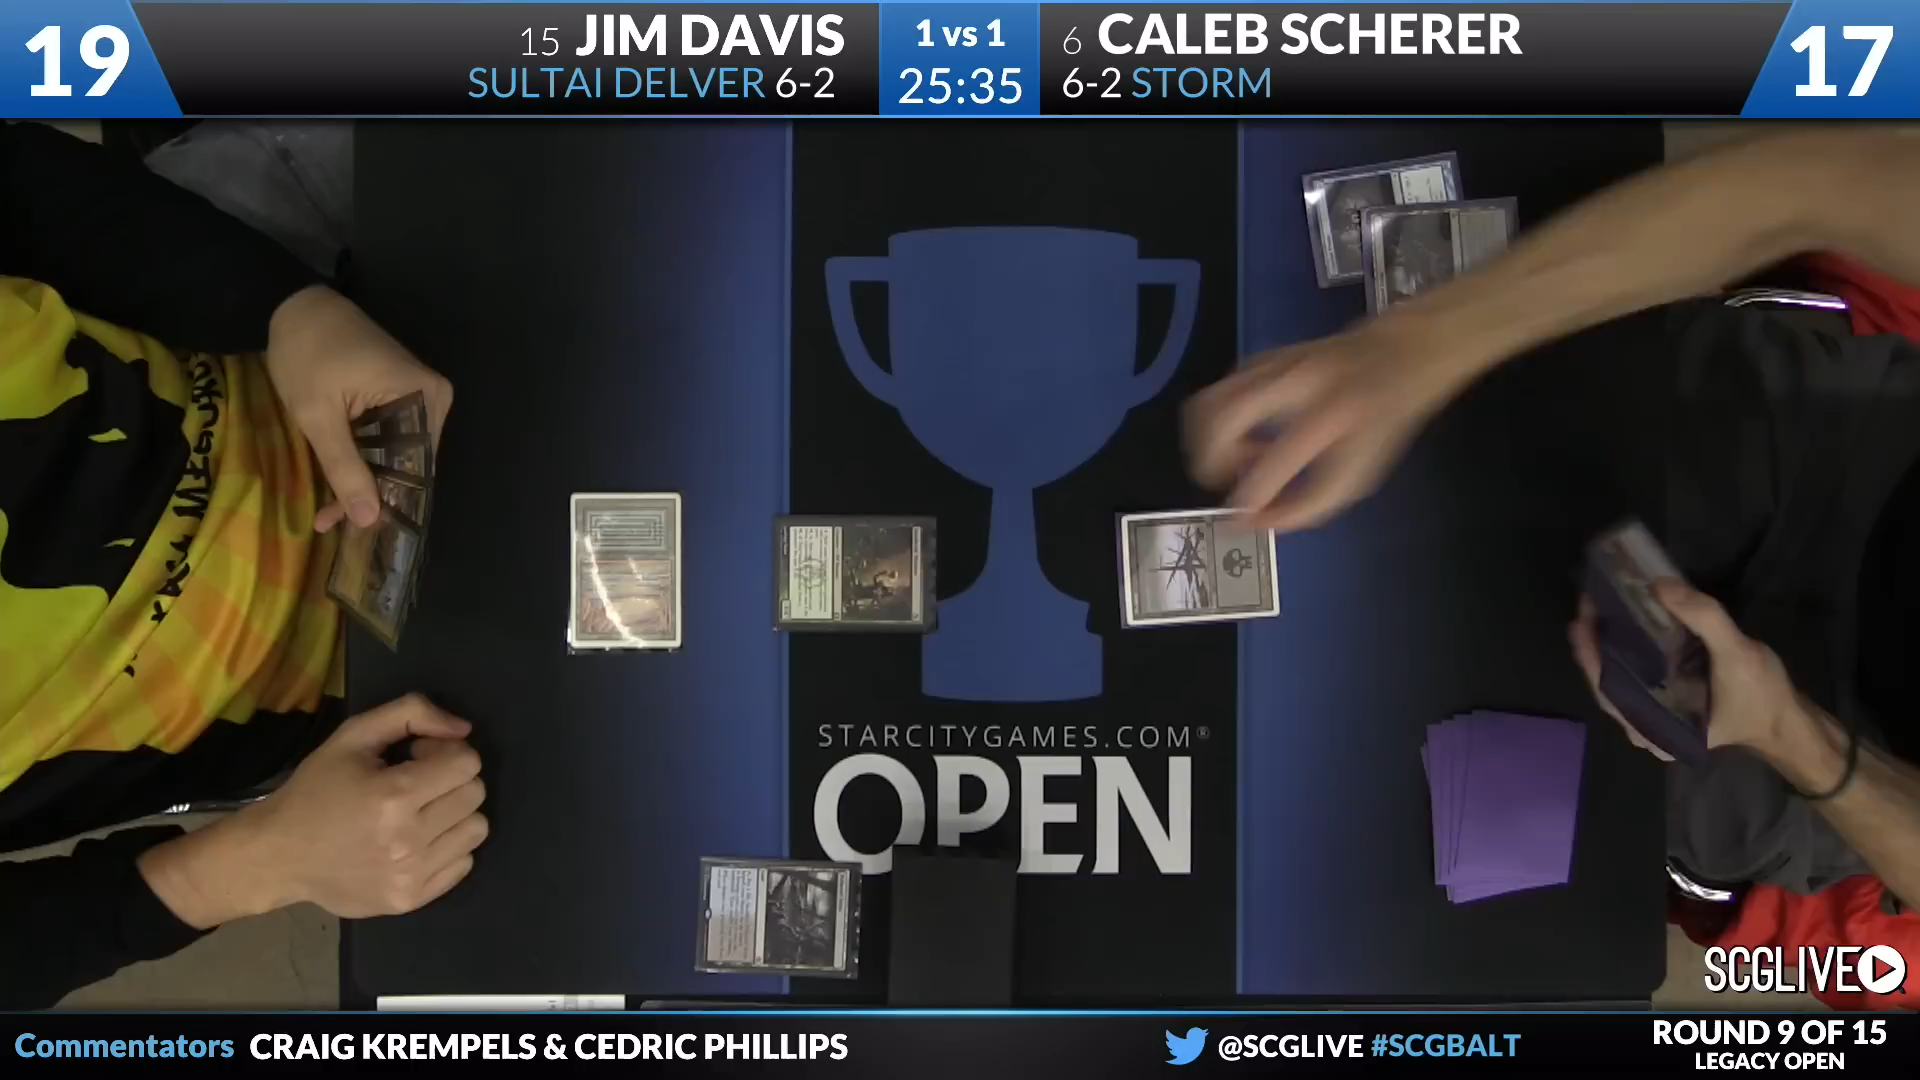 19
15 JIM DAVIS
SULTAI DELVER 6-2
1 vs 1
25:35
6 CALEB SCHERER
6-2 STORM
17
STARCITYGAMES.COM®
OPEN
SCGLIVE
Commentators CRAIG KREMPELS & CEDRIC PHILLIPS
@SCGLIVE #SCGBALT
ROUND 9 OF 15
LEGACY OPEN